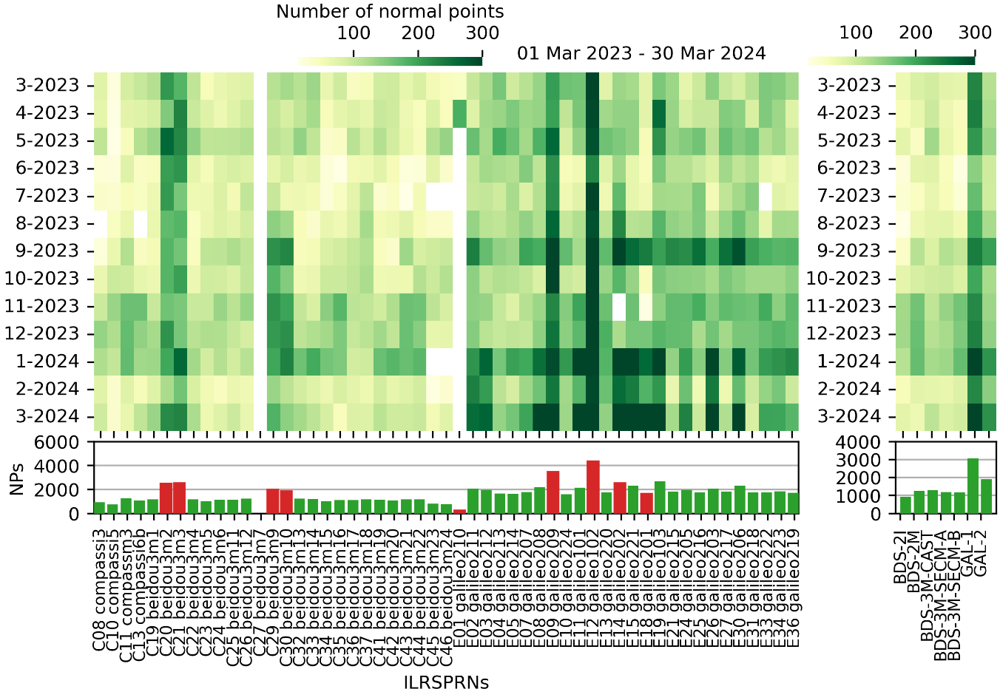 Number of normal points
100 200 300
01 Mar 2023 - 30 Mar 2024
100 200 300
3-2023
4-2023
5-2023
6-2023
7-2023
8-2023
9-2023
10-2023
11-2023
12-2023
1-2024
2-2024
3-2024
3-2023
4-2023
5-2023
6-2023
7-2023
8-2023
9-2023
10-2023
11-2023
12-2023
1-2024
2-2024
3-2024
NPs
6000
4000
2000
0
4000
3000
2000
1000
0
C08 compassi3
C10 compassi5
C11 compassm3
C13 compassi6b
C19 beidou3m1
C20 beidou3m2
C21 beidou3m3
C22 beidou3m4
C23 beidou3m5
C24 beidou3m6
C25 beidou3m11
C26 beidou3m12
C27 beidou3m7
C29 beidou3m9
C30 beidou3m10
C32 beidou3m13
C33 beidou3m14
C34 beidou3m15
C35 beidou3m16
C36 beidou3m17
C37 beidou3m18
C41 beidou3m19
C42 beidou3m20
C43 beidou3m21
C44 beidou3m22
C45 beidou3m23
C46 beidou3m24
E01 galileo210
E02 galileo211
E03 galileo212
E04 galileo213
E05 galileo214
E07 galileo207
E08 galileo208
E09 galileo209
E10 galileo224
E11 galileo101
E12 galileo102
E13 galileo220
E14 galileo202
E15 galileo221
E18 galileo201
E19 galileo103
E21 galileo215
E24 galileo205
E25 galileo216
E26 galileo203
E27 galileo217
E30 galileo206
E31 galileo218
E33 galileo222
E34 galileo223
E36 galileo219
BDS-2I
BDS-2M
BDS-3M-CAST
BDS-3M-SECM-A
BDS-3M-SECM-B
GAL-1
GAL-2
ILRSPRNs